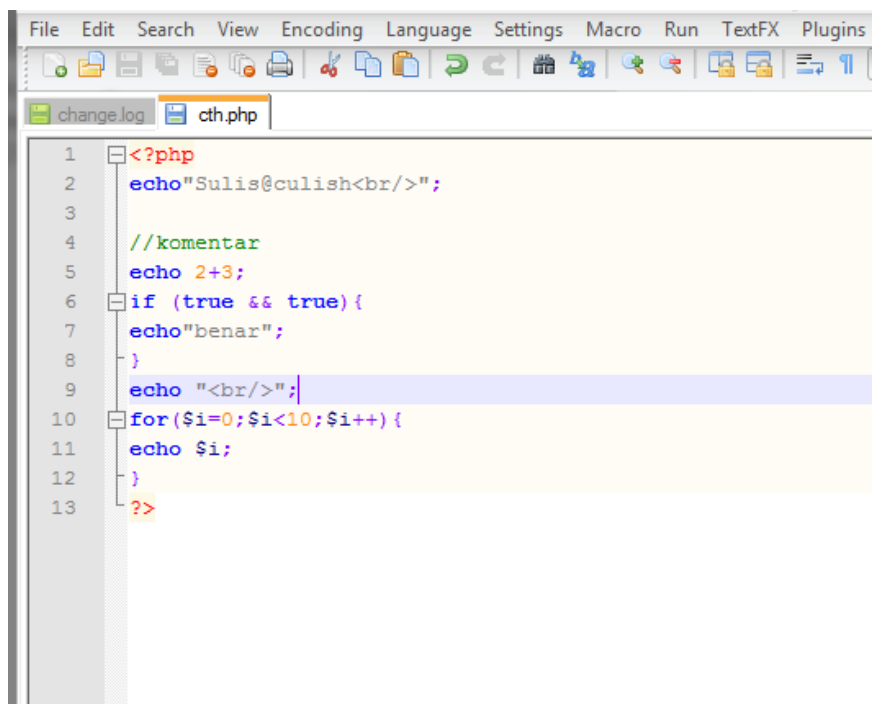 File Edit Search View Encoding Language Settings Macro Run TextFX Plugins
change.log cth.php
1 <?php
2 echo"Sulis@culish<br/>";
3
4 //komentar
5 echo 2+3;
6 if (true && true){
7 echo"benar";
8 }
9 echo "<br/>";
10 for($i=0;$i<10;$i++){
11 echo $i;
12 }
13 ?>